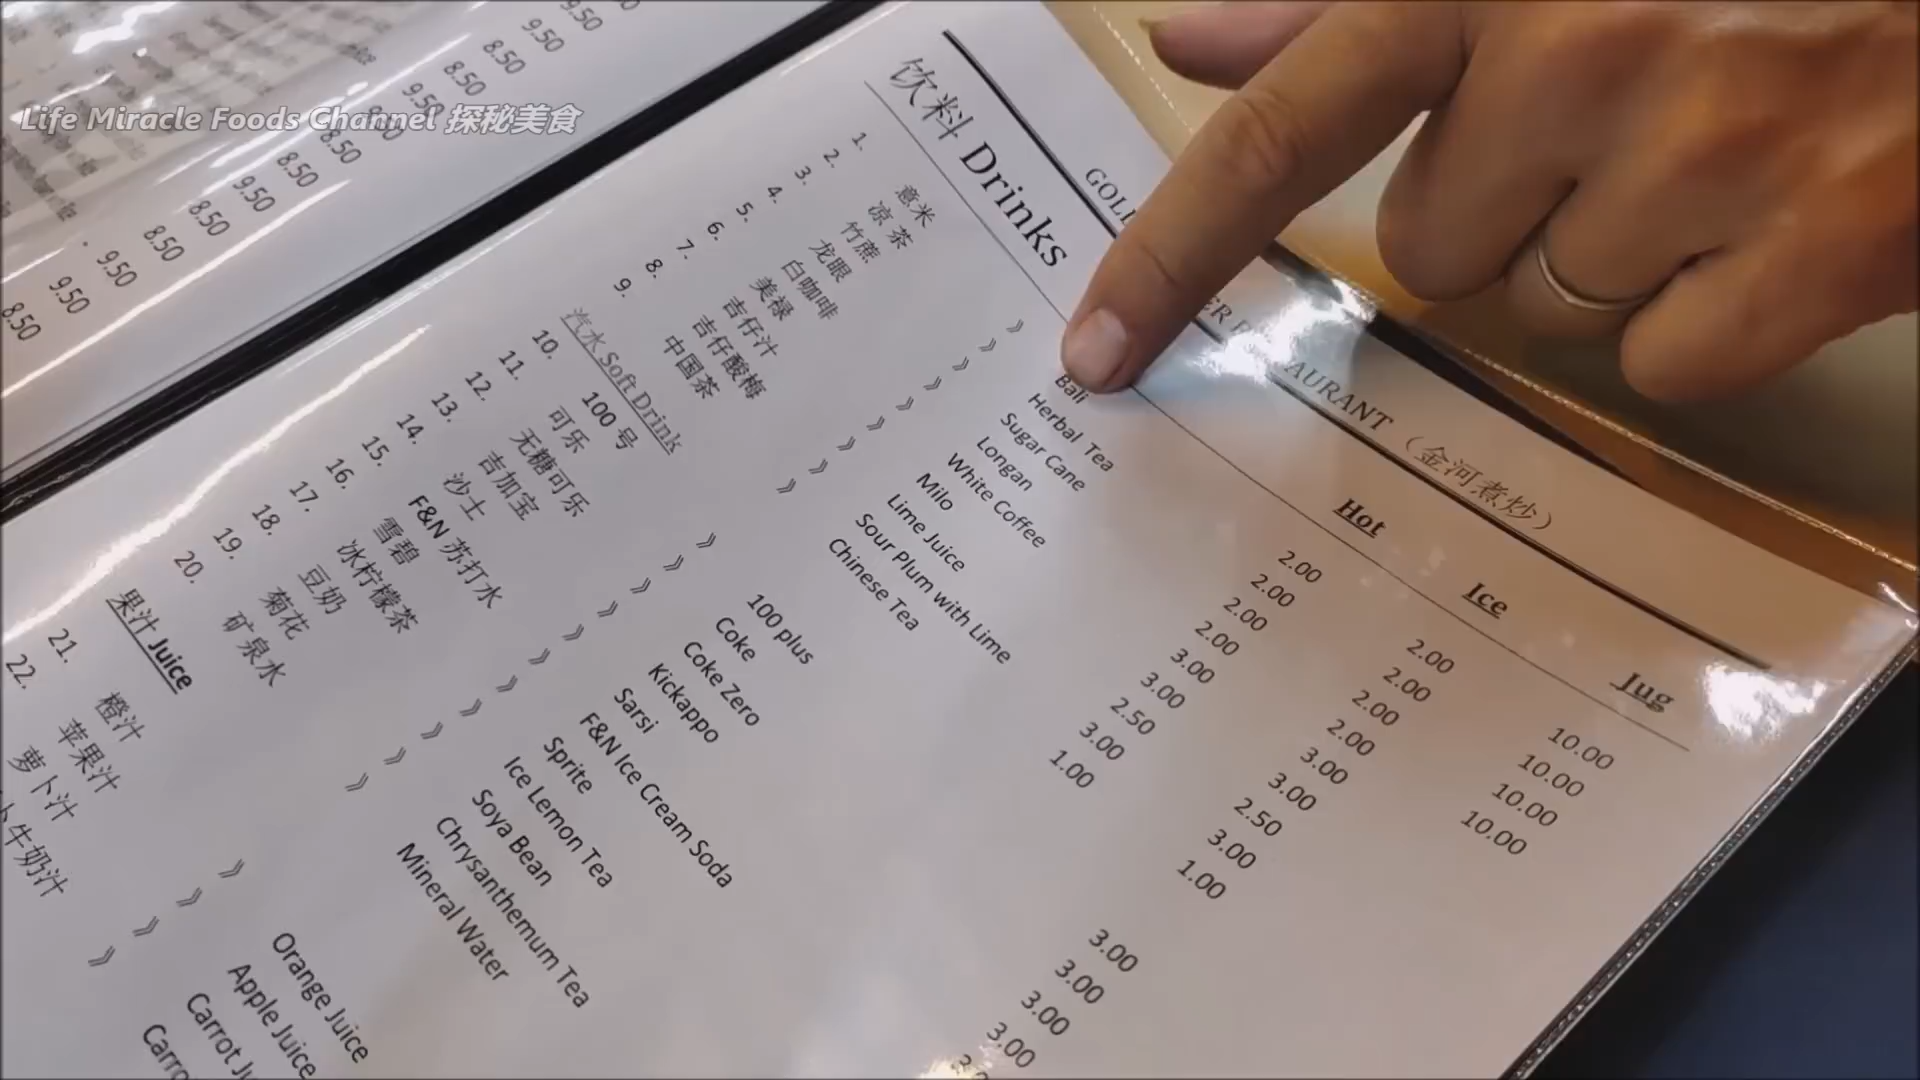 Life Miracle Foods Channel 探秘美食
9.50
9.50
8.50
8.50
9.50
8.50
8.50
8.50
9.50
8.50
8.50
9.50
9.50
8.50
（金河煮炒）
饮料 Drinks Hot Ice Jug
1. 意米 》 Bali 2.00 2.00 10.00
2. 凉茶 》 Herbal Tea 2.00 2.00 10.00
3. 竹蔗 》 Sugar Cane 2.00 2.00 10.00
4. 龙眼 》 Longan 2.00 2.00 10.00
5. 白咖啡 》 White Coffee 3.00 3.00
6. 美禄 》 Milo 3.00 3.00
7. 吉仔汁 》 Lime Juice 2.50 2.50
8. 吉仔酸梅 》 Sour Plum with Lime 3.00 3.00
9. 中国茶 》 Chinese Tea 1.00 1.00
汽水 Soft Drink
10. 100 号 》 100 plus 3.00
11. 可乐 》 Coke 3.00
12. 无糖可乐 》 Coke Zero 3.00
13. 吉加宝 》 Kickappo 3.00
14. 沙士 》 Sarsi
15. F&N 苏打水 》 F&N Ice Cream Soda
16. 雪碧 》 Sprite
17. 冰柠檬茶 》 Ice Lemon Tea
18. 豆奶 》 Soya Bean
19. 菊花 》 Chrysanthemum Tea
20. 矿泉水 》 Mineral Water
果汁 Juice
21. 橙汁 》 Orange Juice
22. 苹果汁 》 Apple Juice
萝卜汁 》 Carrot
卜牛奶汁 》